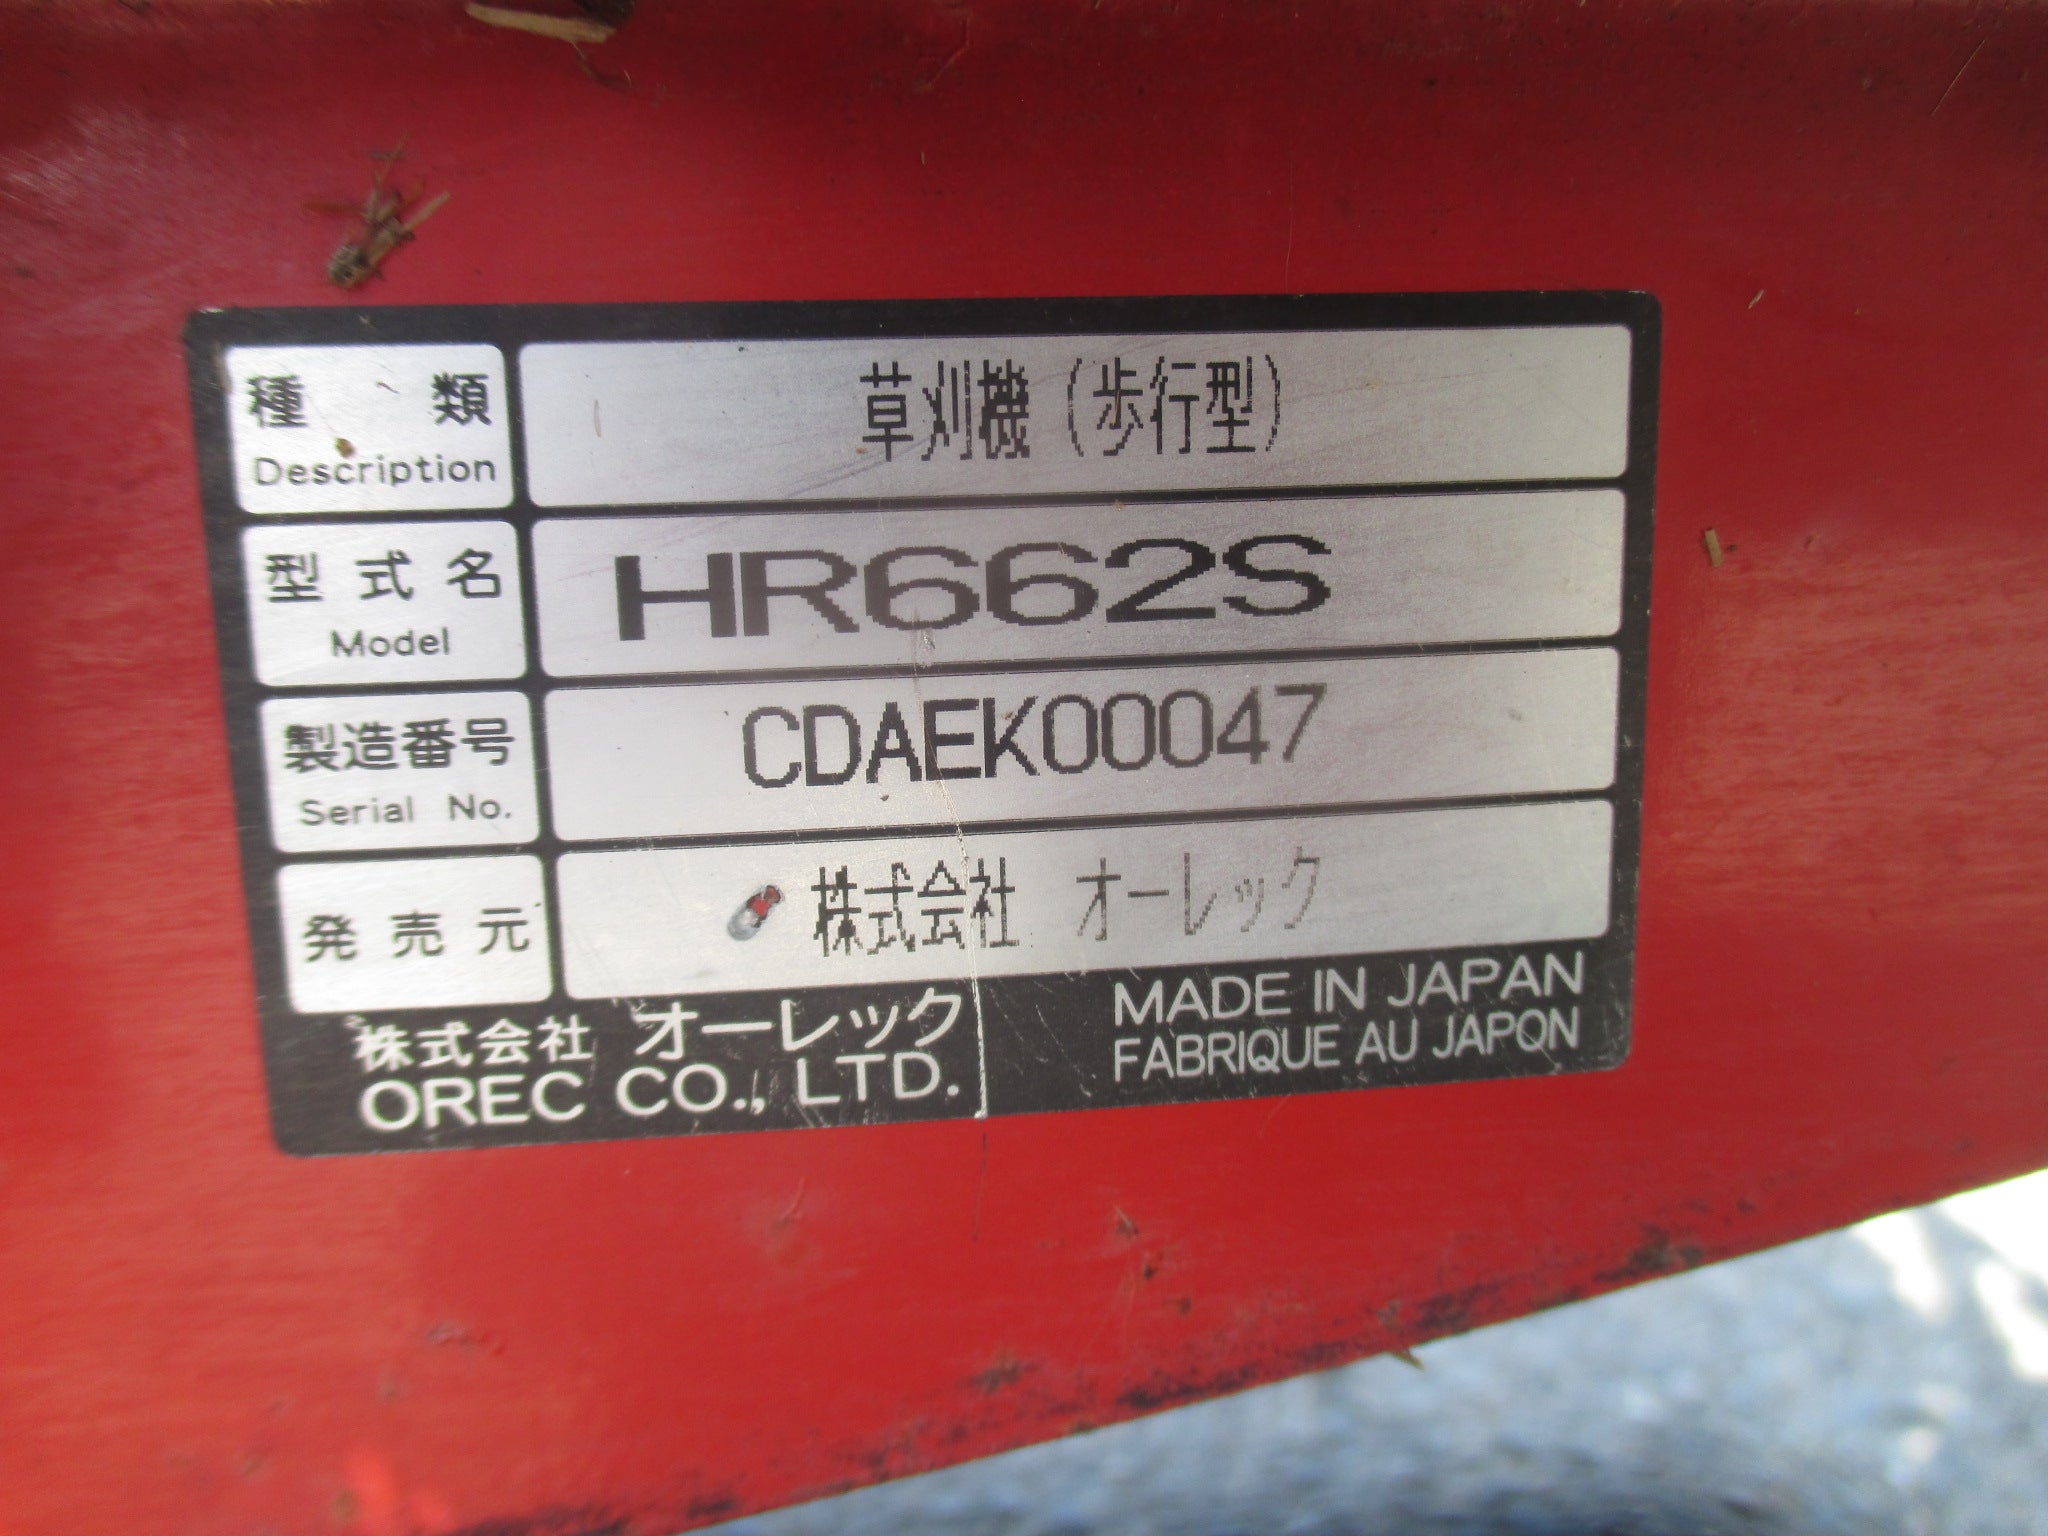 種 類 草刈機(歩行型)
Description
型 式 名 HR662S
Model
製造番号 CDAEK00047
Serial No.
発 売 元 株式会社 オーレック
株式会社 オーレック
OREC CO., LTD.
MADE IN JAPAN
FABRIQUE AU JAPON